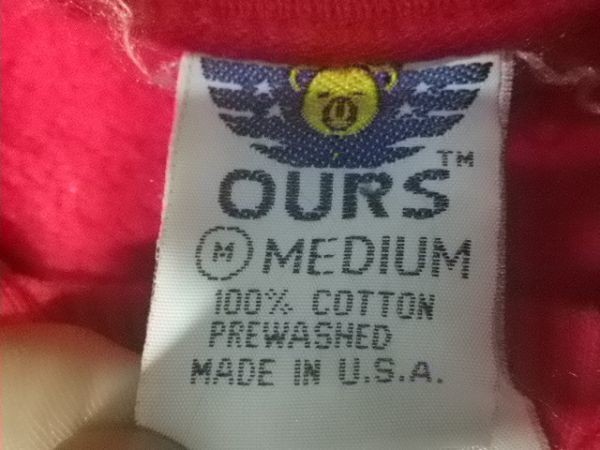 OURS™
M MEDIUM
100% COTTON
PREWASHED
MADE IN U.S.A.